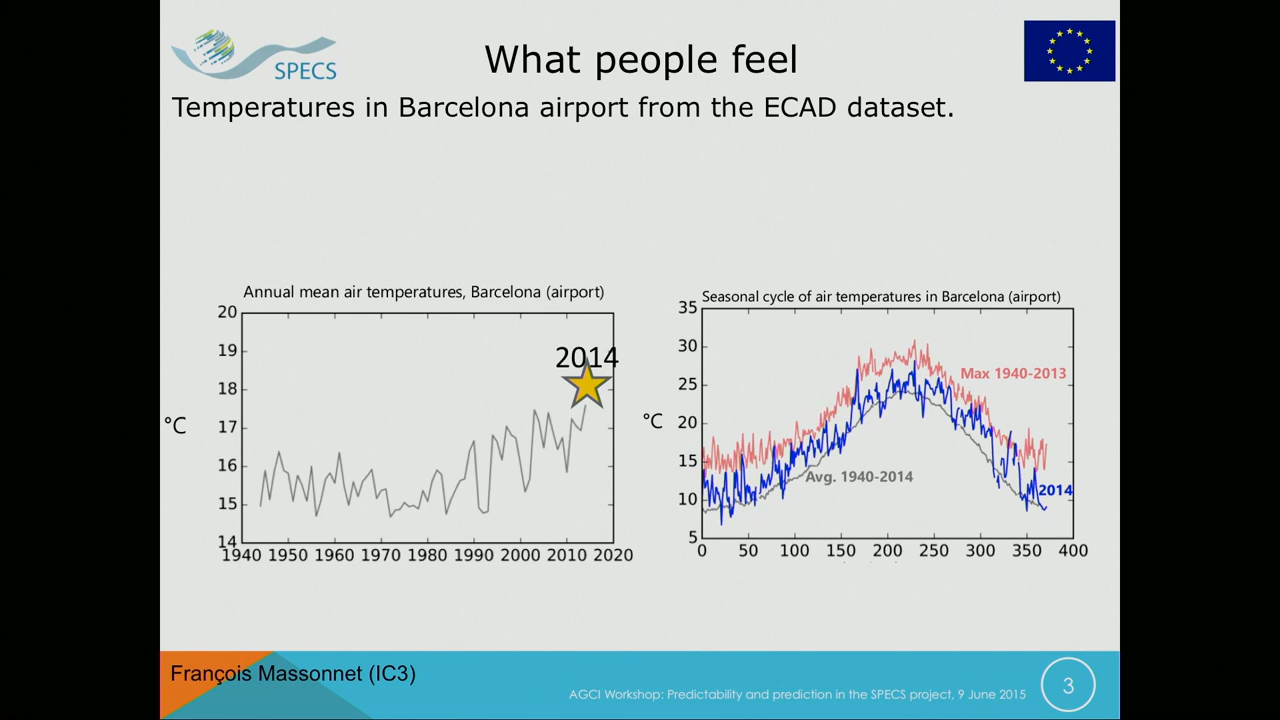 SPECS
What people feel
Temperatures in Barcelona airport from the ECAD dataset.
Annual mean air temperatures, Barcelona (airport)
20
19
18
17
16
15
14
°C
2014
1940 1950 1960 1970 1980 1990 2000 2010 2020
Seasonal cycle of air temperatures in Barcelona (airport)
35
30
25
20
15
10
5
°C
Max 1940-2013
Avg. 1940-2014
2014
0 50 100 150 200 250 300 350 400
François Massonnet (IC3)
AGCI Workshop: Predictability and prediction in the SPECS project, 9 June 2015
3